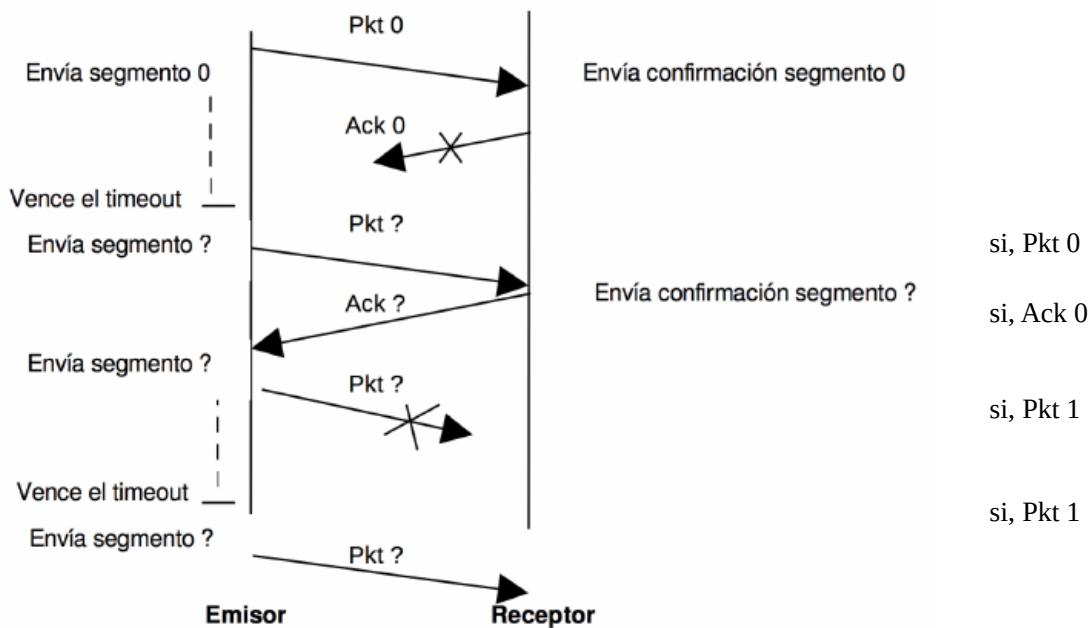 Pkt 0
Envía segmento 0
Envía confirmación segmento 0
Ack 0
Vence el timeout
Pkt ?
Envía segmento ?
si, Pkt 0
Envía confirmación segmento ?
Ack ?
si, Ack 0
Envía segmento ?
Pkt ?
si, Pkt 1
Vence el timeout
si, Pkt 1
Envía segmento ?
Pkt ?
Emisor
Receptor